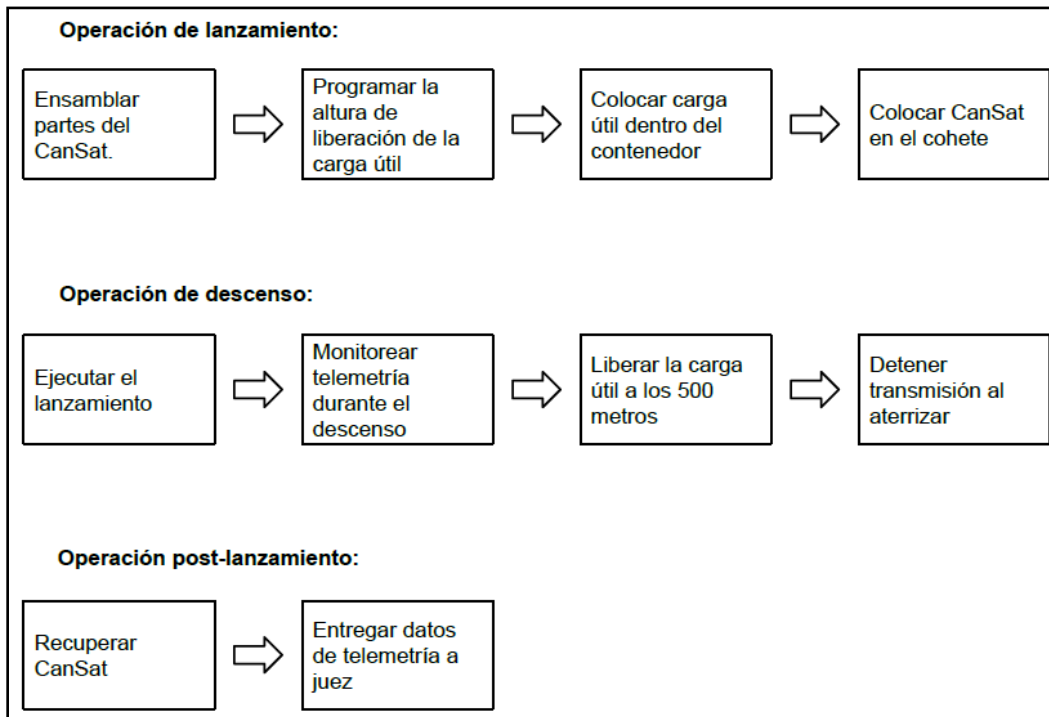 Operación de lanzamiento:
Ensamblar
partes del
CanSat.
Programar la
altura de
liberación de la
carga útil
Colocar carga
útil dentro del
contenedor
Colocar CanSat
en el cohete
Operación de descenso:
Ejecutar el
lanzamiento
Monitorear
telemetría
durante el
descenso
Liberar la carga
útil a los 500
metros
Detener
transmisión al
aterrizar
Operación post-lanzamiento:
Recuperar
CanSat
Entregar datos
de telemetría a
juez